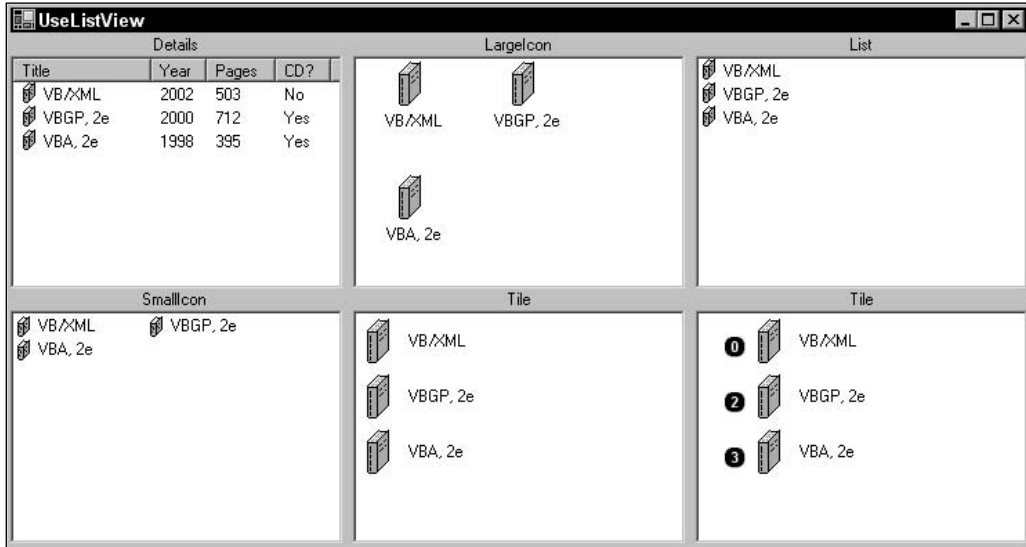 UseListView
Details
Title Year Pages CD?
VB/XML 2002 503 No
VBGP, 2e 2000 712 Yes
VBA, 2e 1998 395 Yes
LargeIcon
VB/XML VBGP, 2e
VBA, 2e
List
VB/XML
VBGP, 2e
VBA, 2e
SmallIcon
VB/XML VBGP, 2e
VBA, 2e
Tile
VB/XML
VBGP, 2e
VBA, 2e
Tile
0 VB/XML
2 VBGP, 2e
3 VBA, 2e